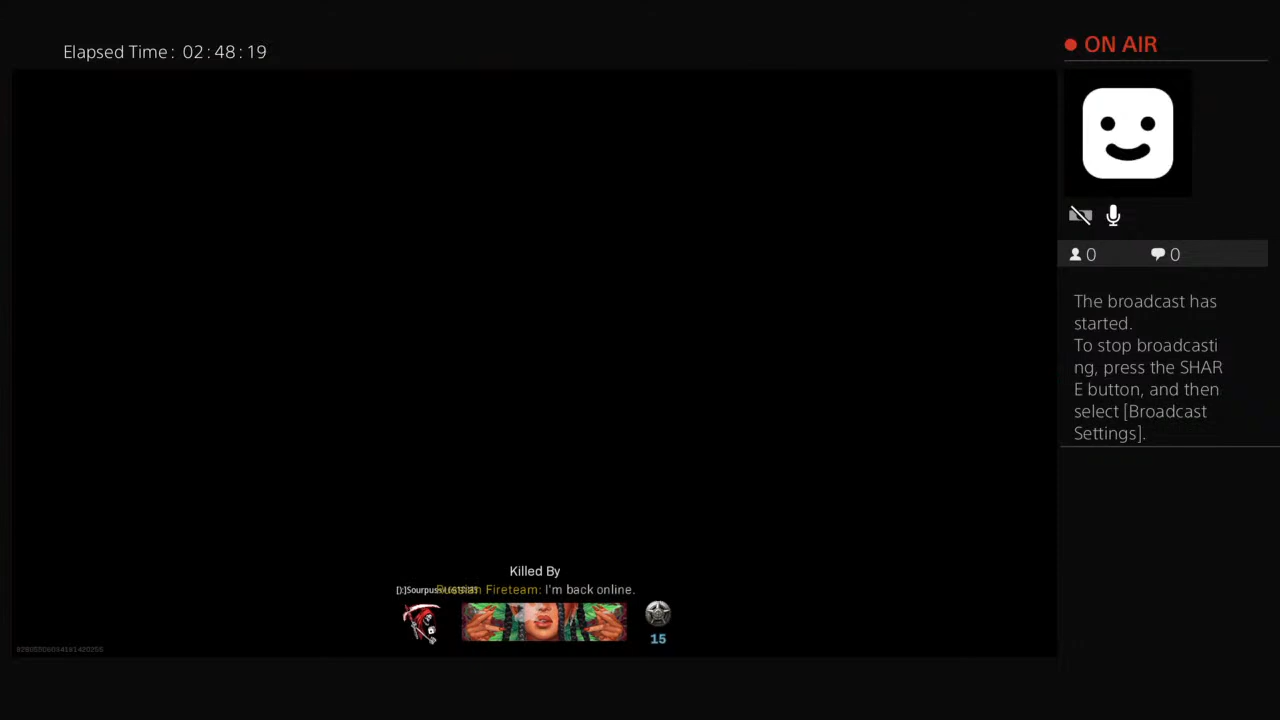 Elapsed Time: 02:48:19
ON AIR
0 0
The broadcast has
started.
To stop broadcasti
ng, press the SHAR
E button, and then
select [Broadcast
Settings].
Killed By
Fireteam: I'm back online.
15